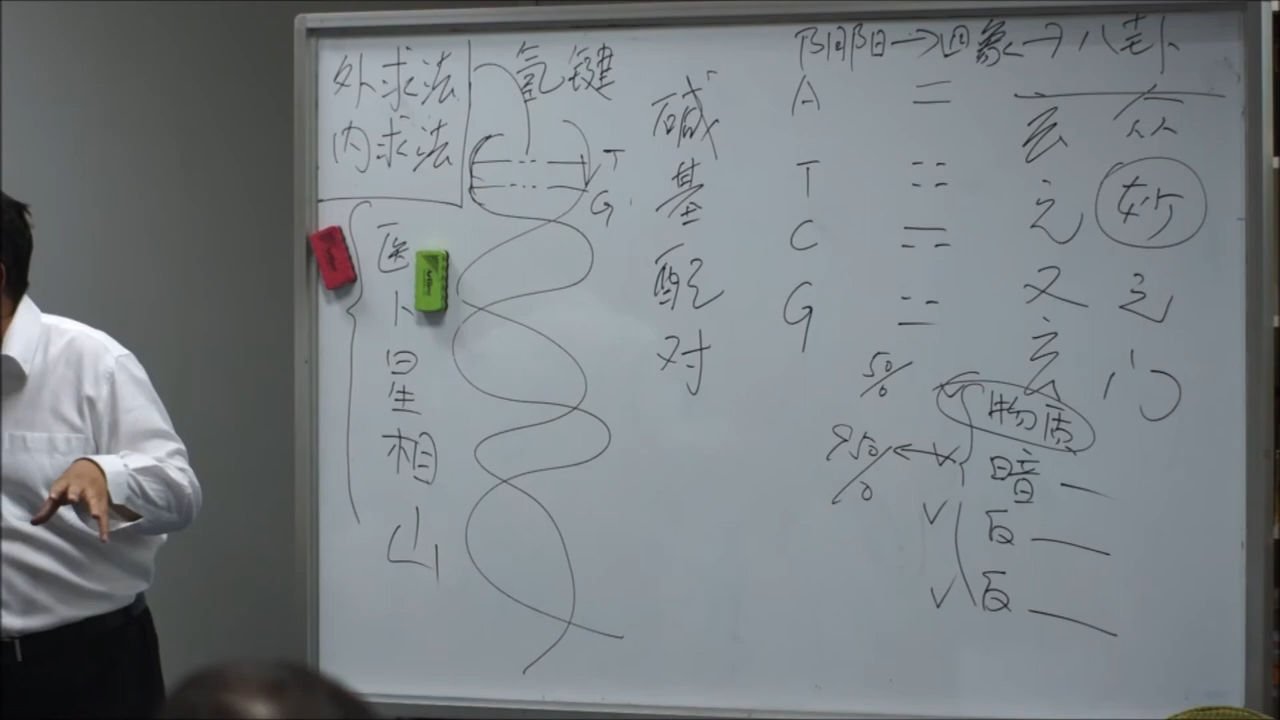 外求法
内求法
医
卜
星
相
山
氢键
T
G
碱
基
配
对
阴阳→四象→八卦
A
T
C
G
玄
之
又
玄
众
妙
之
门
50%
物质
暗—
反—
反—